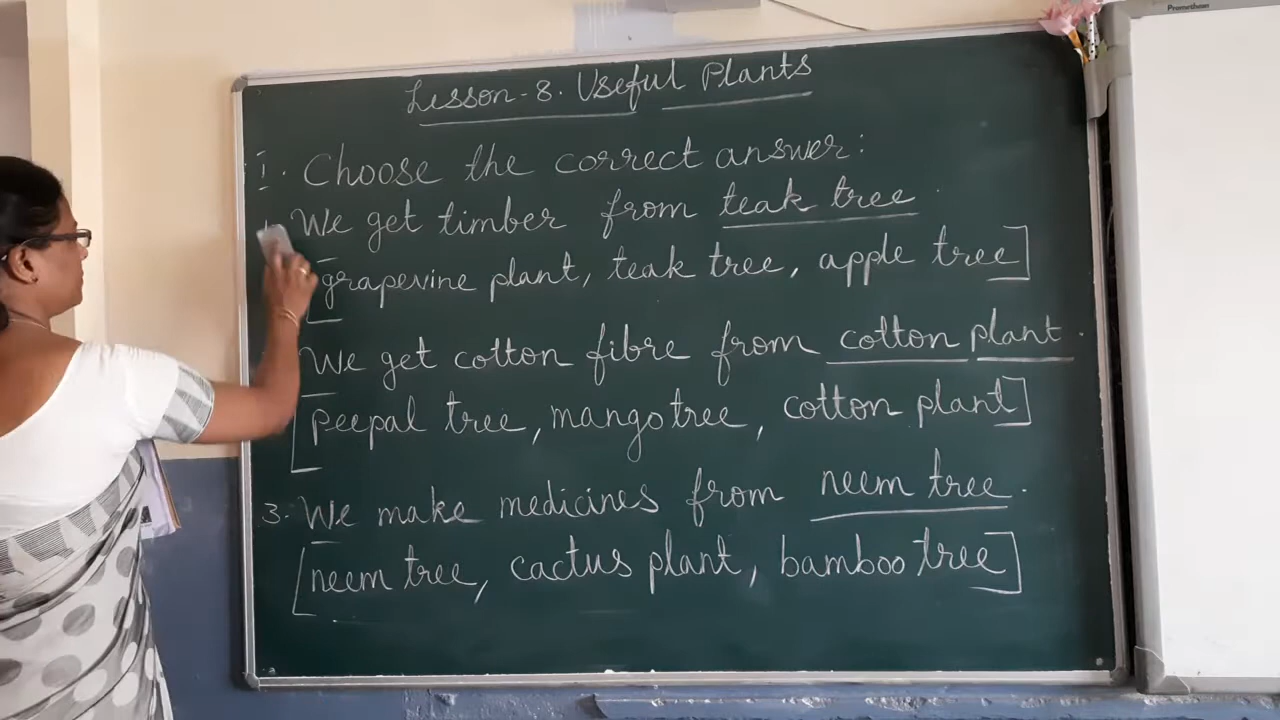 Promethean
Lesson-8. Useful Plants
I. Choose the correct answer:
We get timber from teak tree.
[grapevine plant, teak tree, apple tree]
We get cotton fibre from cotton plant.
[peepal tree, mango tree, cotton plant]
3. We make medicines from neem tree.
[neem tree, cactus plant, bamboo tree]